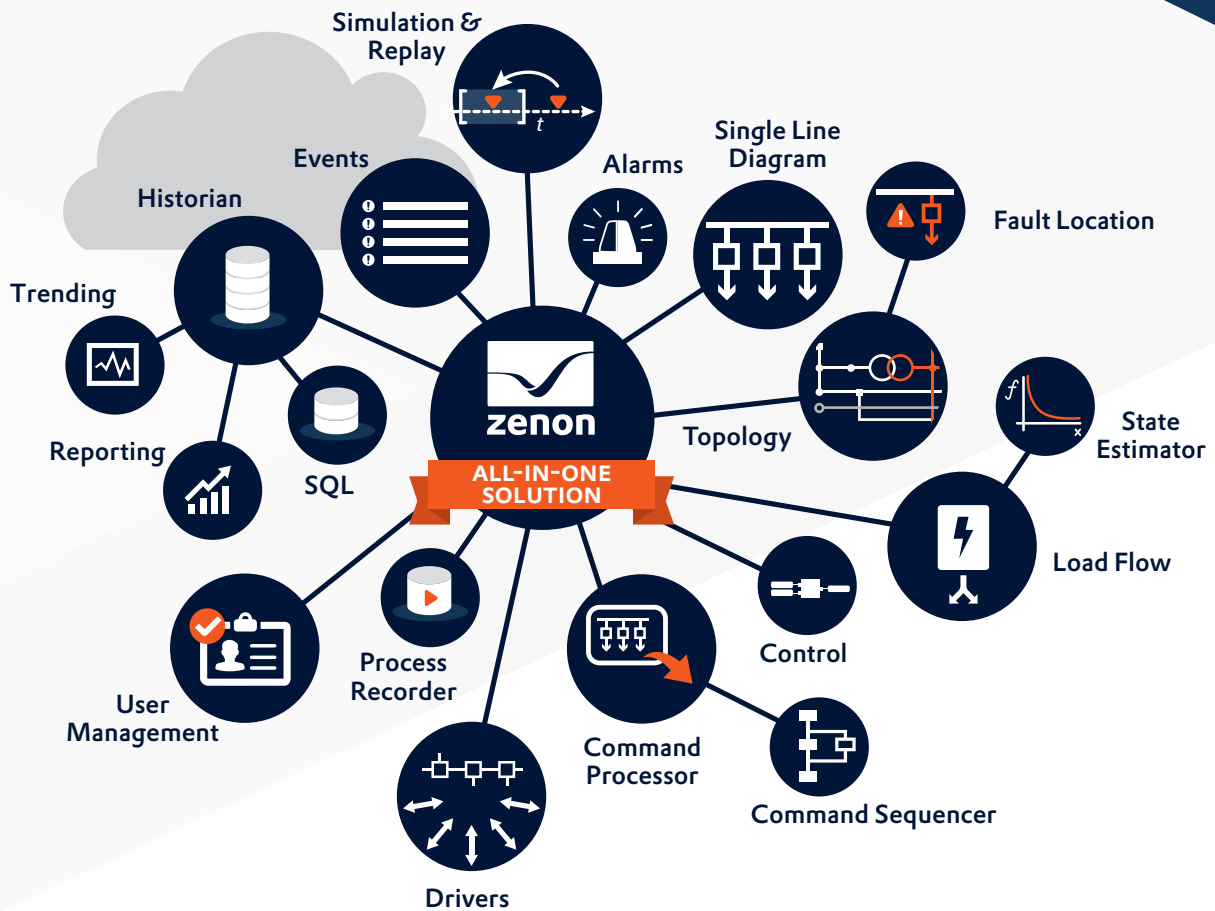 Simulation &
Replay
t
Single Line
Diagram
Events
Alarms
Historian
Fault Location
Trending
zenon
ALL-IN-ONE
SOLUTION
Topology
f
x
State
Estimator
Reporting
SQL
Load Flow
Control
Process
Recorder
User
Management
Command
Processor
Command Sequencer
Drivers